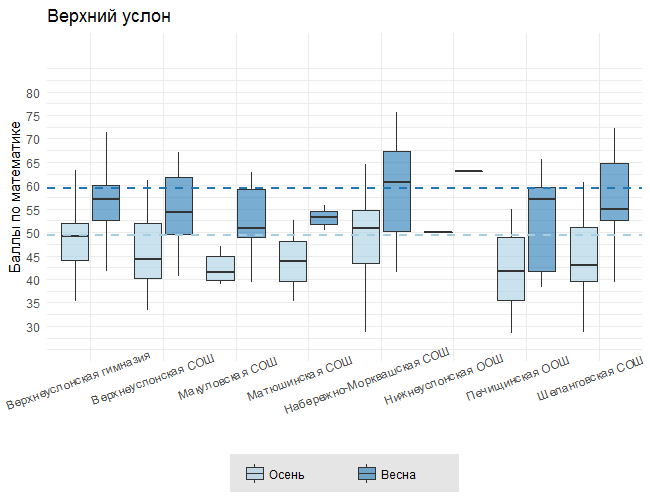 Верхний услон
Баллы по математике
80
75
70
65
60
55
50
45
40
35
30
Верхнеуслонская гимназия
Верхнеуслонская СОШ
Макуловская СОШ
Матюшинская СОШ
Набережно-Морквашская СОШ
Нижнеуслонская ООШ
Печищинская ООШ
Шеланговская СОШ
Осень
Весна